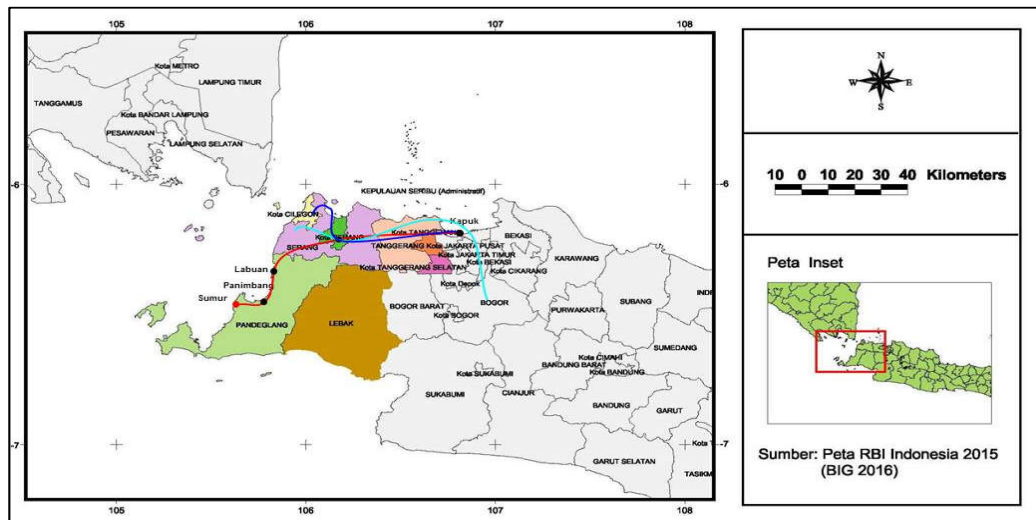 105
106
107
108
-6
-7
-6
-7
105
106
107
108
Kota METRO
LAMPUNG TIMUR
TANGGAMUS
Kota BANDAR LAMPUNG
PESAWARAN
LAMPUNG SELATAN
KEPULAUAN SERIBU (Administratif)
Kota CILEGON
Kapuk
SERANG
TANGGERANG
Kota JAKARTA PUSAT
BEKASI
Kota JAKARTA TIMUR
Kota BEKASI
KARAWANG
Labuan
Kota TANGGERANG SELATAN
Kota CIKARANG
Panimbang
Kota Depok
SUBANG
Sumur
BOGOR BARAT
BOGOR
PURWAKARTA
Kota BOGOR
PANDEGLANG
LEBAK
SUMEDANG
Kota CIMAHI
BANDUNG BARAT
Kota BANDUNG
Kota SUKABUMI
SUKABUMI
CIANJUR
BANDUNG
GARUT
GARUT SELATAN
N
W
E
S
10 0 10 20 30 40 Kilometers
Peta Inset
Sumber: Peta RBI Indonesia 2015
(BIG 2016)